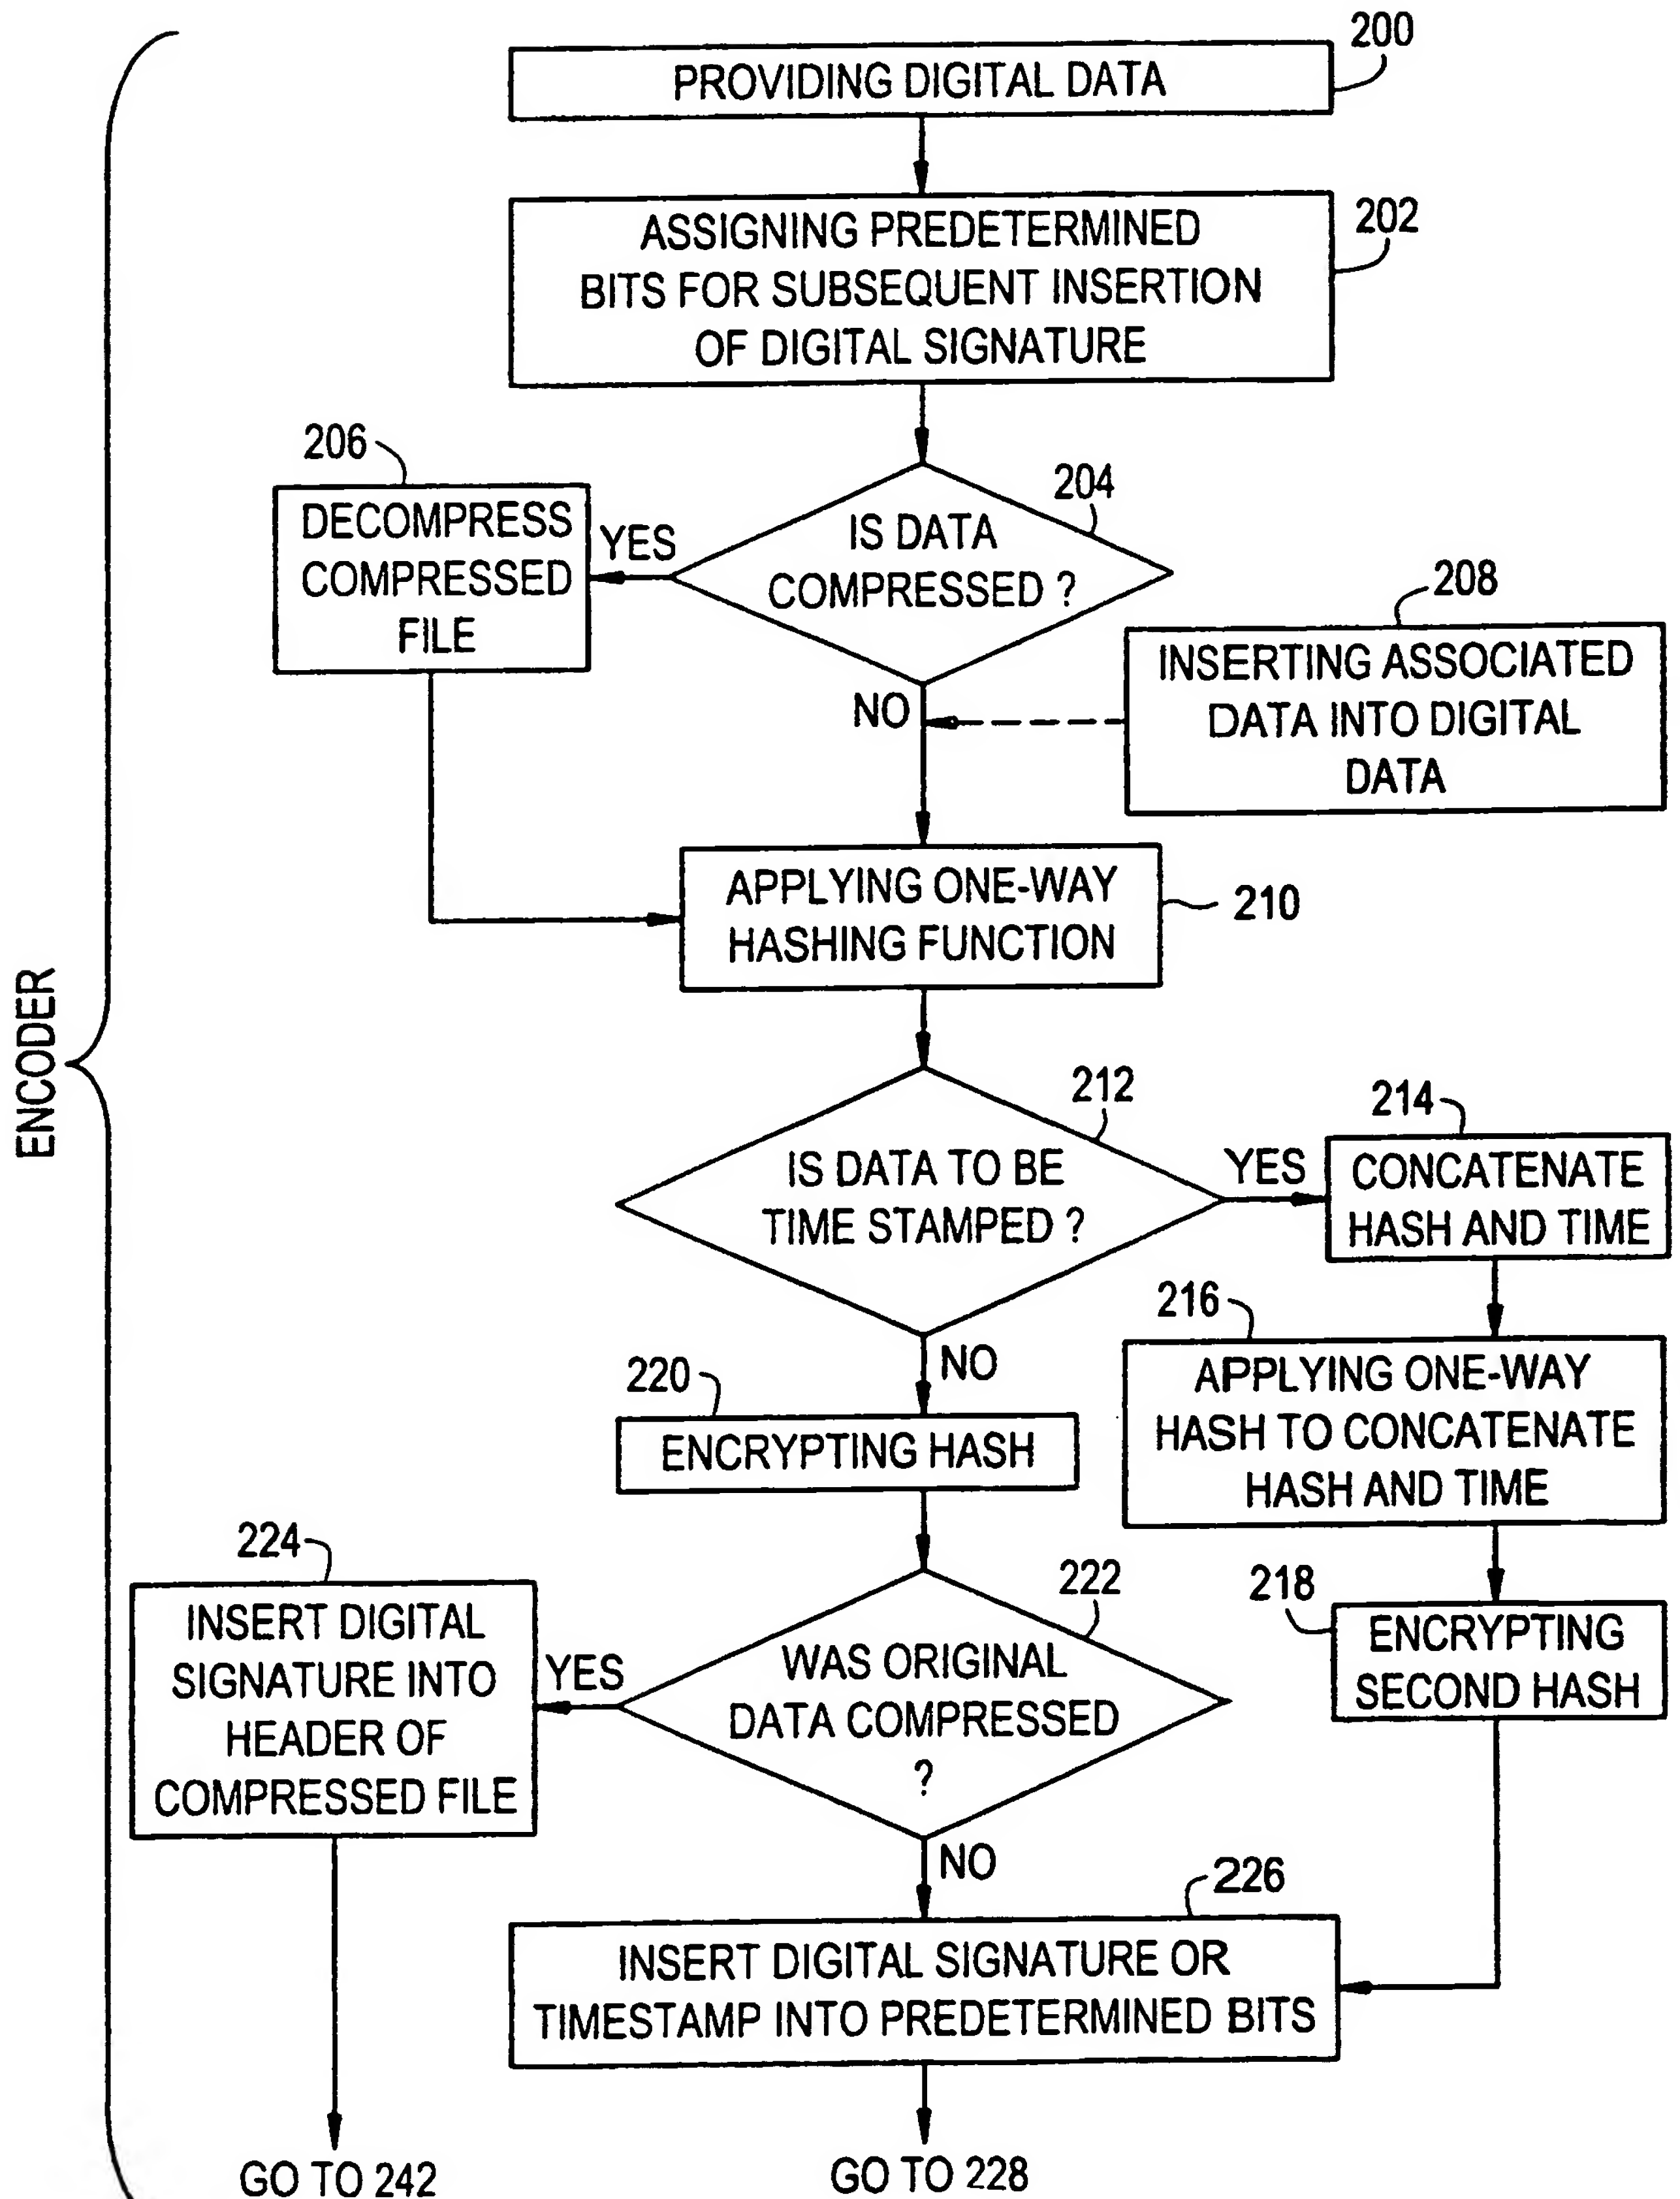 200
PROVIDING DIGITAL DATA
202
ASSIGNING PREDETERMINED
BITS FOR SUBSEQUENT INSERTION
OF DIGITAL SIGNATURE
206
DECOMPRESS
COMPRESSED
FILE
YES
204
IS DATA
COMPRESSED ?
208
INSERTING ASSOCIATED
DATA INTO DIGITAL
DATA
NO
APPLYING ONE-WAY
HASHING FUNCTION
210
ENCODER
212
IS DATA TO BE
TIME STAMPED ?
YES
214
CONCATENATE
HASH AND TIME
216
APPLYING ONE-WAY
HASH TO CONCATENATE
HASH AND TIME
NO
220
ENCRYPTING HASH
218
ENCRYPTING
SECOND HASH
224
INSERT DIGITAL
SIGNATURE INTO
HEADER OF
COMPRESSED FILE
YES
222
WAS ORIGINAL
DATA COMPRESSED
?
NO
226
INSERT DIGITAL SIGNATURE OR
TIMESTAMP INTO PREDETERMINED BITS
GO TO 242
GO TO 228